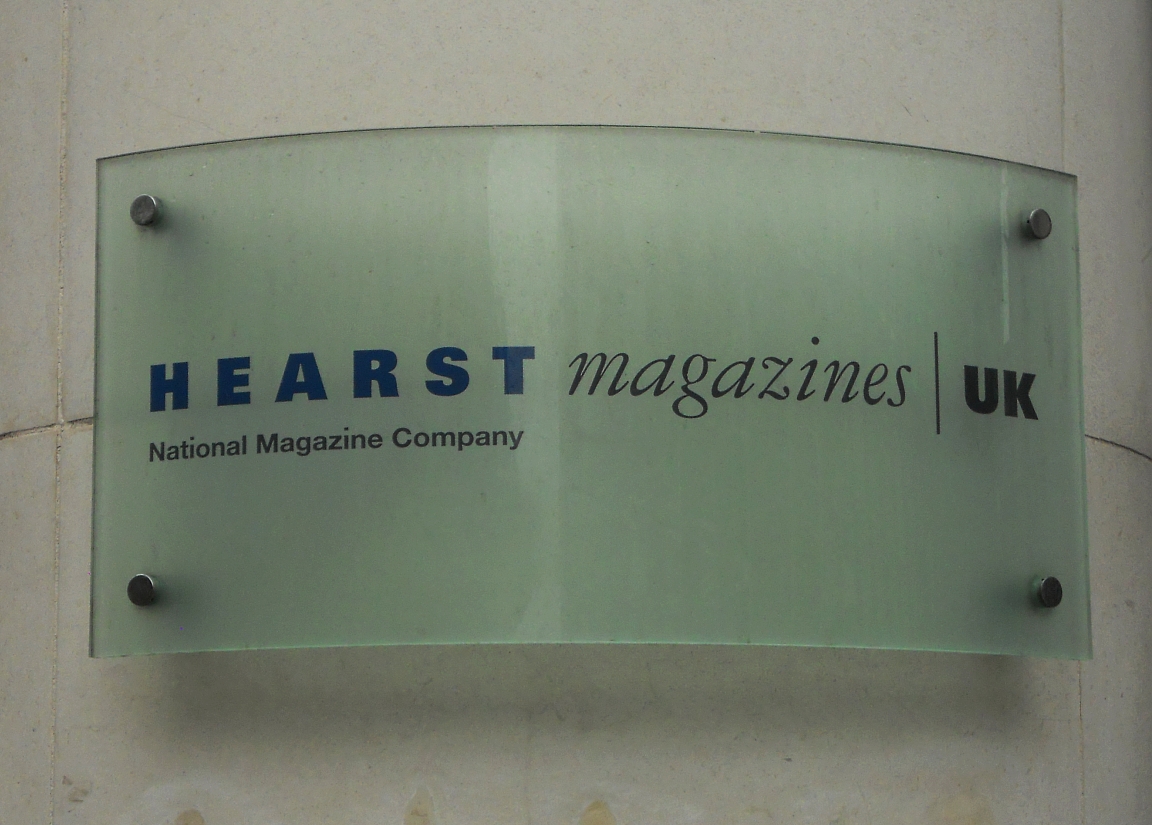 HEARST magazines | UK
National Magazine Company